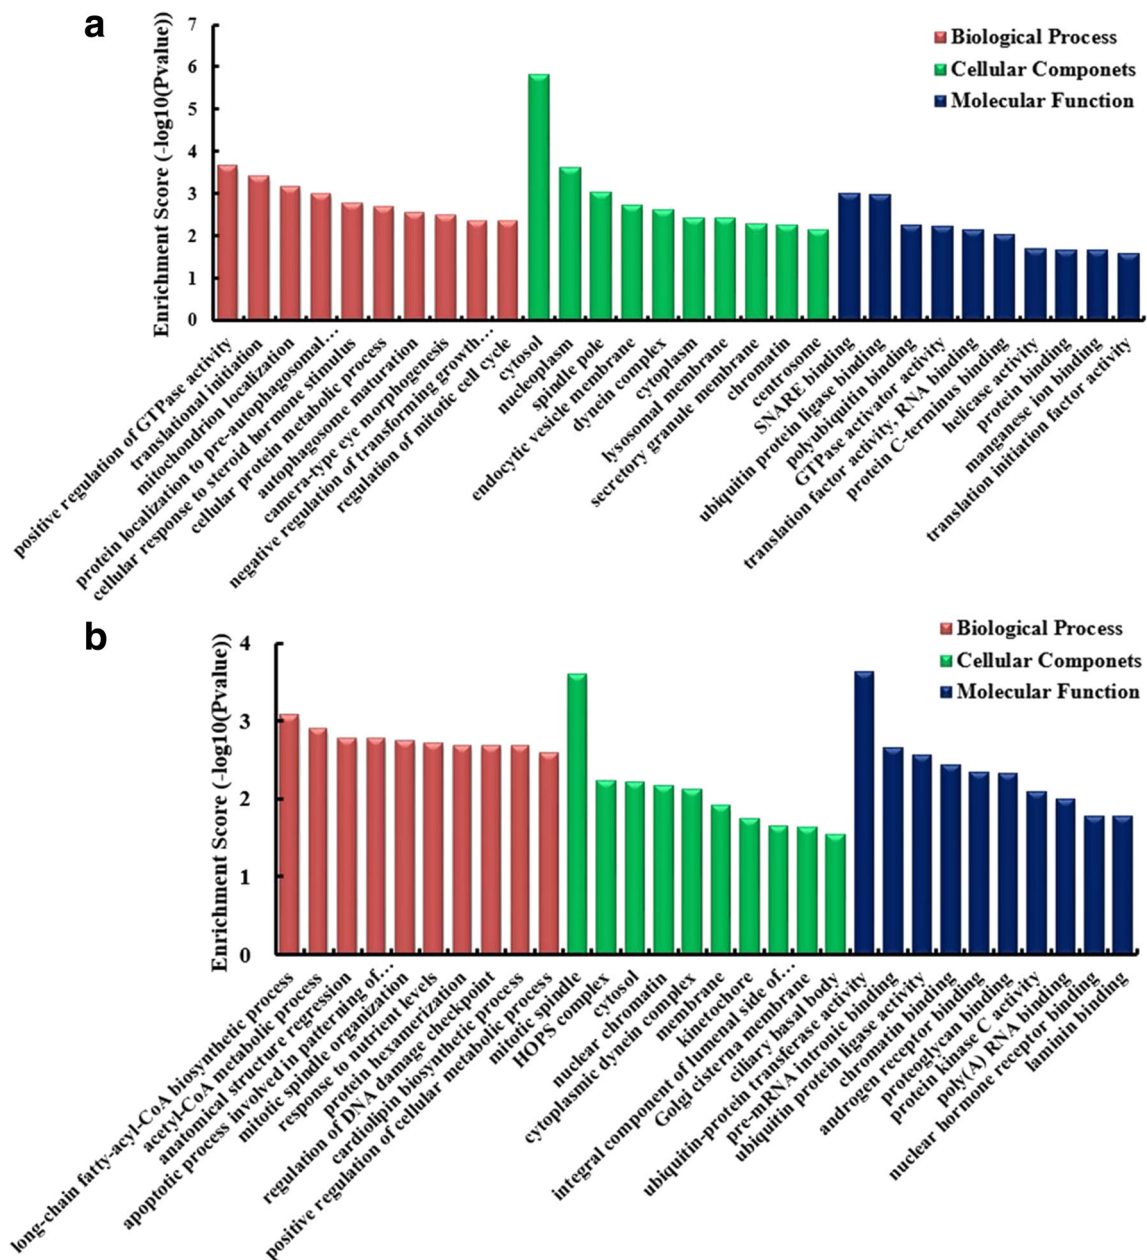 a
Enrichment Score (-log10(Pvalue))
7
6
5
4
3
2
1
0
Biological Process
Cellular Componets
Molecular Function
positive regulation of GTPase activity
translational initiation
mitochondrion localization
protein localization to pre-autophagosomal...
cellular response to steroid hormone stimulus
cellular protein metabolic process
autophagosome maturation
camera-type eye morphogenesis
negative regulation of transforming growth...
regulation of mitotic cell cycle
cytosol
nucleoplasm
spindle pole
endocytic vesicle membrane
dynein complex
cytoplasm
lysosomal membrane
secretory granule membrane
chromatin
centrosome
SNARE binding
ubiquitin protein ligase binding
polyubiquitin binding
GTPase activator activity
translation factor activity, RNA binding
protein C-terminus binding
helicase activity
protein binding
manganese ion binding
translation initiation factor activity
b
Enrichment Score (-log10(Pvalue))
4
3
2
1
0
Biological Process
Cellular Componets
Molecular Function
long-chain fatty-acyl-CoA biosynthetic process
acetyl-CoA metabolic process
anatomical structure regression
apoptotic process involved in patterning of...
mitotic spindle organization
response to nutrient levels
protein hexamerization
regulation of DNA damage checkpoint
cardiolipin biosynthetic process
positive regulation of cellular metabolic process
mitotic spindle
HOPS complex
cytosol
nuclear chromatin
cytoplasmic dynein complex
membrane
kinetochore
integral component of lumenal side of...
Golgi cisterna membrane
ciliary basal body
ubiquitin-protein transferase activity
pre-mRNA intronic binding
ubiquitin protein ligase activity
chromatin binding
androgen receptor binding
proteoglycan binding
protein kinase C activity
poly(A) RNA binding
nuclear hormone receptor binding
laminin binding